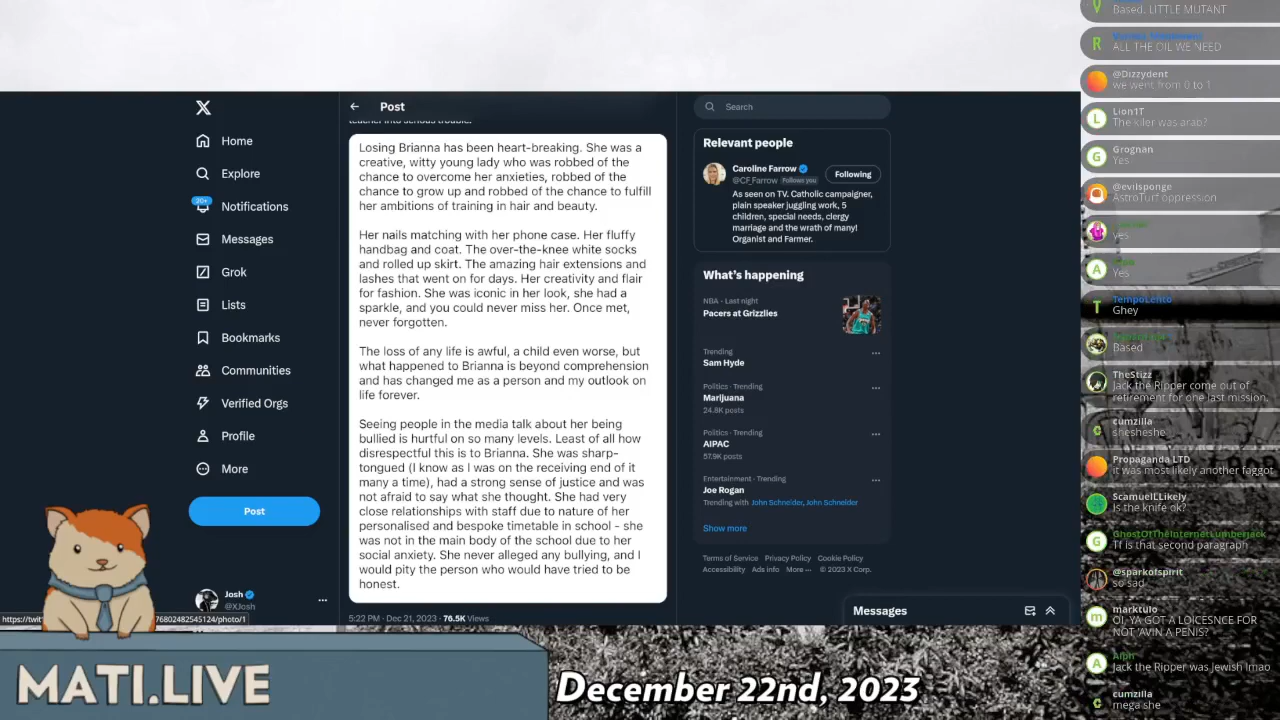 Post
Home
Explore
20+
Notifications
Messages
Grok
Lists
Bookmarks
Communities
Verified Orgs
Profile
More
Post
Josh
@XJosh
Losing Brianna has been heart-breaking. She was a
creative, witty young lady who was robbed of the
chance to overcome her anxieties, robbed of the
chance to grow up and robbed of the chance to fulfill
her ambitions of training in hair and beauty.
Her nails matching with her phone case. Her fluffy
handbag and coat. The over-the-knee white socks
and rolled up skirt. The amazing hair extensions and
lashes that went on for days. Her creativity and flair
for fashion. She was iconic in her look, she had a
sparkle, and you could never miss her. Once met,
never forgotten.
The loss of any life is awful, a child even worse, but
what happened to Brianna is beyond comprehension
and has changed me as a person and my outlook on
life forever.
Seeing people in the media talk about her being
bullied is hurtful on so many levels. Least of all how
disrespectful this is to Brianna. She was sharp-
tongued (I know as I was on the receiving end of it
many a time), had a strong sense of justice and was
not afraid to say what she thought. She had very
close relationships with staff due to nature of her
personalised and bespoke timetable in school - she
was not in the main body of the school due to her
social anxiety. She never alleged any bullying, and I
would pity the person who would have tried to be
honest.
5:22 PM · Dec 21, 2023 · 76.5K Views
Search
Relevant people
Caroline Farrow
@CF_Farrow Follows you
Following
As seen on TV. Catholic campaigner,
plain speaker juggling work, 5
children, special needs, clergy
marriage and the wrath of many!
Organist and Farmer.
What's happening
NBA · Last night
Pacers at Grizzlies
Trending
Sam Hyde
Politics · Trending
Marijuana
24.8K posts
Politics · Trending
AIPAC
57.9K posts
Entertainment · Trending
Joe Rogan
Trending with John Schneider, John Schneider
Show more
Terms of Service Privacy Policy Cookie Policy
Accessibility Ads info More ··· © 2023 X Corp.
Messages
Based. LITTLE MUTANT
R
ALL THE OIL WE NEED
@Dizzydent
we went from 0 to 1
L
Lion1T
The kiler was arab?
G
Grognan
Yes
@evilsponge
AstroTurf oppression
yes
A
Yes
T
TempoLento
Ghey
Based
TheStizz
Jack the Ripper come out of
retirement for one last mission.
cumzilla
shesheshe
Propaganda LTD
it was most likely another faggot
ScamuelLLikely
Is the knife ok?
G
GhostOfTheInternetLumberjack
Tf is that second paragraph
@sparkofspirit
so sad
m
marktulo
OI, YA GOT A LOICESNCE FOR
NOT 'AVIN A PENIS?
A
Alph
Jack the Ripper was Jewish lmao
cumzilla
mega she
MATI.LIVE
December 22nd, 2023